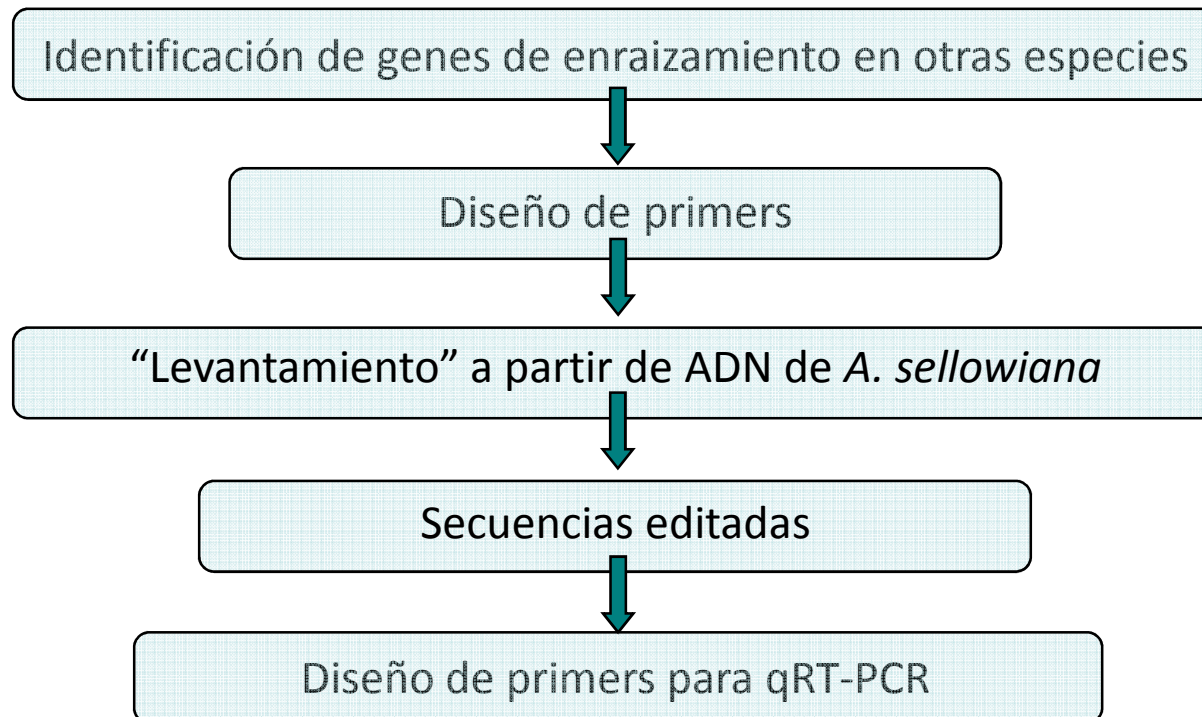 Identificación de genes de enraizamiento en otras especies
Diseño de primers
“Levantamiento” a partir de ADN de A. sellowiana
Secuencias editadas
Diseño de primers para qRT-PCR